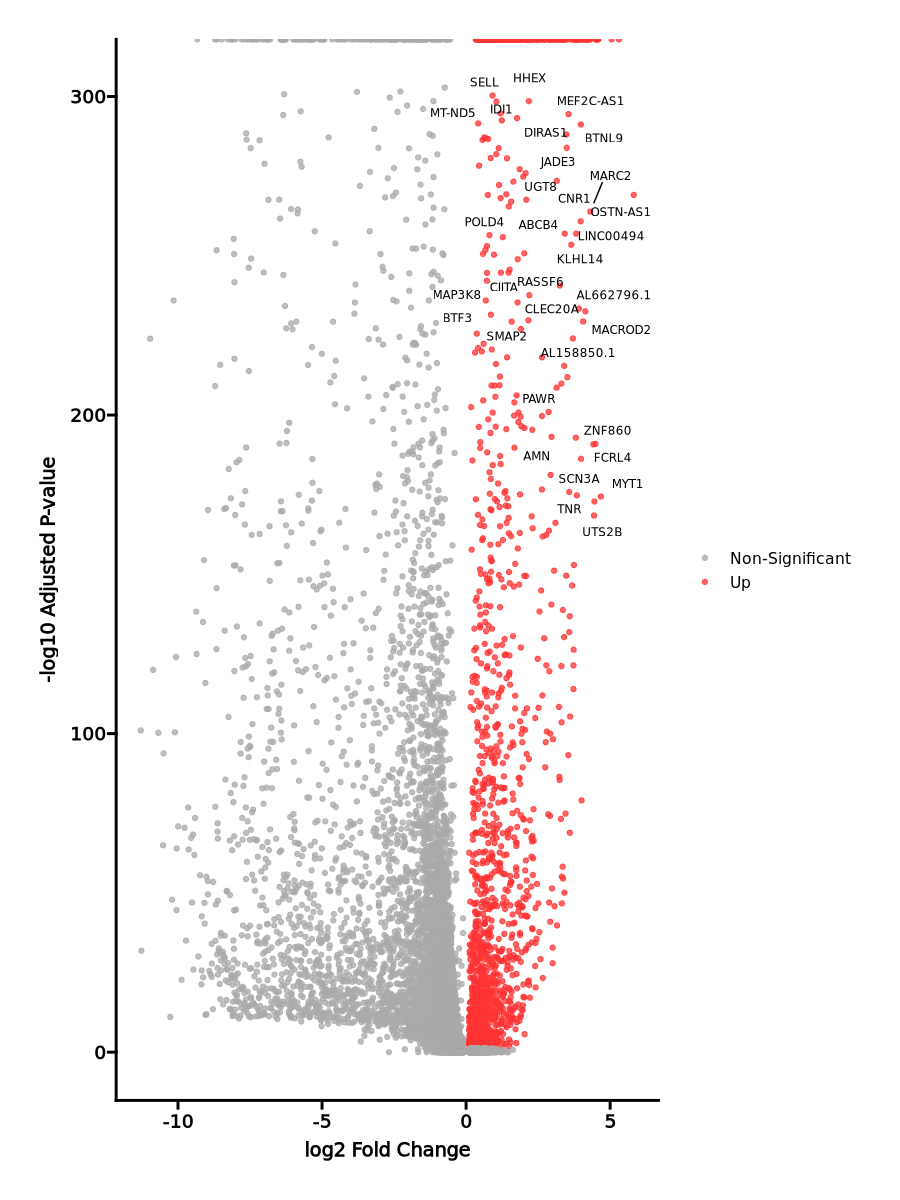 300
200
100
0
-10
-5
0
5
-log10 Adjusted P-value
log2 Fold Change
Non-Significant
Up
SELL
HHEX
MT-ND5
IDI1
MEF2C-AS1
DIRAS1
BTNL9
JADE3
MARC2
UGT8
CNR1
OSTN-AS1
POLD4
ABCB4
LINC00494
KLHL14
CIITA
RASSF6
MAP3K8
AL662796.1
CLEC20A
BTF3
MACROD2
SMAP2
AL158850.1
PAWR
ZNF860
AMN
FCRL4
SCN3A
MYT1
TNR
UTS2B